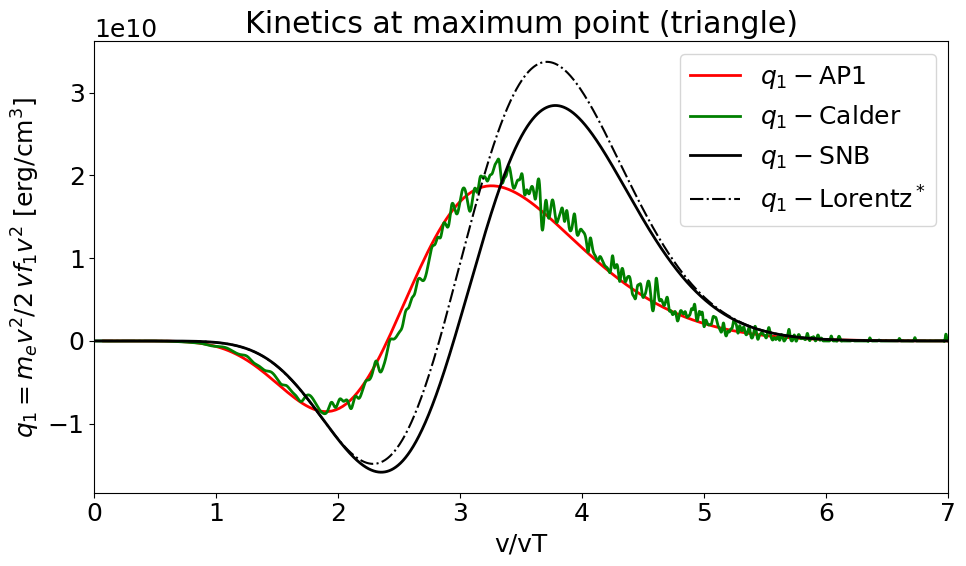 Kinetics at maximum point (triangle)
1e10
q₁ = mₑv²/2 vf₁v² [erg/cm³]
3
2
1
0
−1
q₁ − AP1
q₁ − Calder
q₁ − SNB
q₁ − Lorentz*
0 1 2 3 4 5 6 7
v/vT